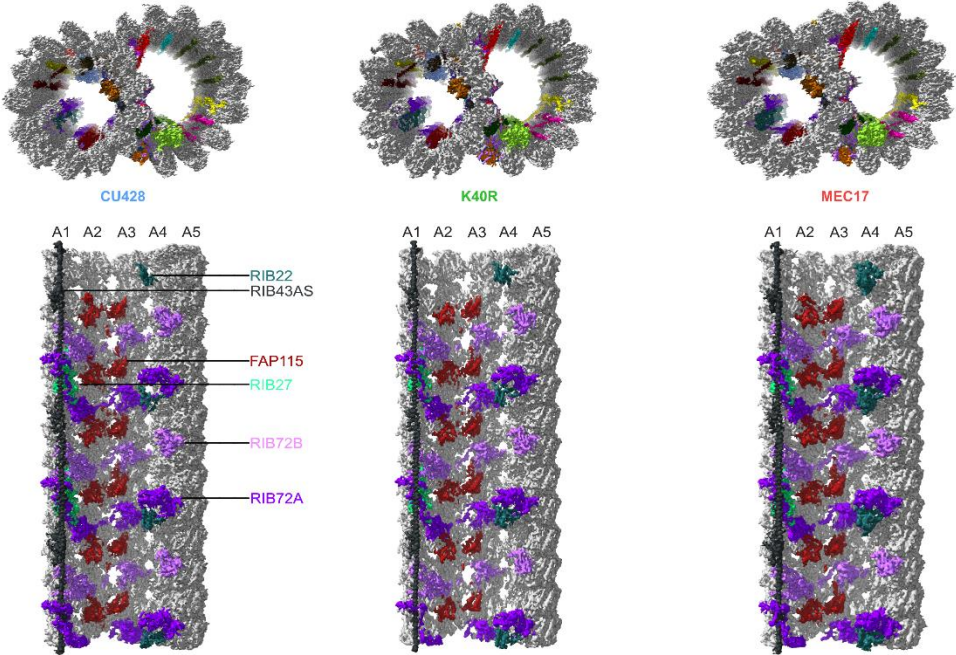 CU428 K40R MEC17
A1 A2 A3 A4 A5 A1 A2 A3 A4 A5 A1 A2 A3 A4 A5
RIB22
RIB43AS
FAP115
RIB27
RIB72B
RIB72A